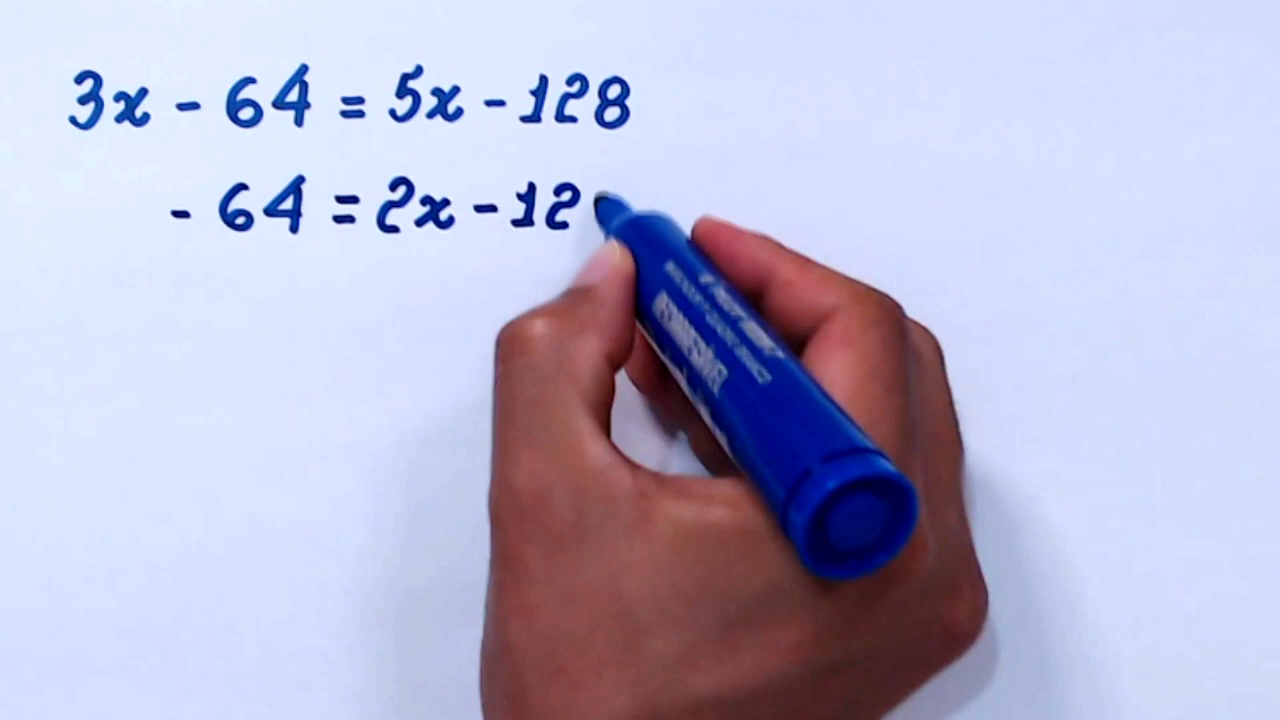 3x - 64 = 5x - 128
- 64 = 2x - 12